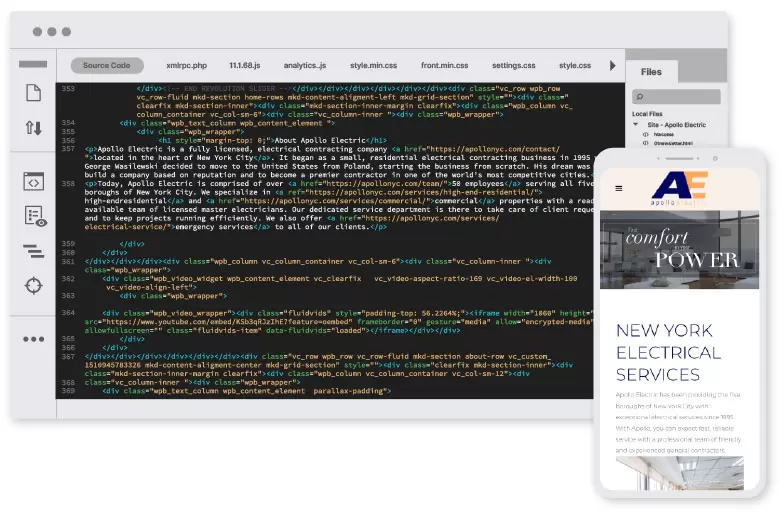 Source Code xmlrpc.php 11.1.68.js analytics..js style.min.css front.min.css settings.css style.css
Files
Local Files
Site - Apollo Electric
353 </div><!-- END REVOLUTION SLIDER --></div></div></div></div></div><div class="vc_row wpb_row
vc_row-fluid mkd-section home-rows mkd-content-aligment-left mkd-grid-section" style=""><div class="
clearfix mkd-section-inner"><div class="mkd-section-inner-margin clearfix"><div class="wpb_column vc_
column_container vc_col-sm-6"><div class="vc_column-inner "><div class="wpb_wrapper">
354 <div class="wpb_text_column wpb_content_element ">
355 <div class="wpb_wrapper">
356 <h1 style="margin-top: 0;">About Apollo Electric</h1>
357 <p>Apollo Electric is a fully licensed, electrical contracting company <a href="https://apollonyc.com/contact/
">located in the heart of New York City</a>. It began as a small, residential electrical contracting business in 1995
George Wasilewski decided to move to the United States from Poland, starting the business from scratch. His dream was
build a company based on reputation and to become a premier contractor in one of the world's most competitive cities.
358 <p>Today, Apollo Electric is comprised of over <a href="https://apollonyc.com/team/">50 employees</a> serving all five
boroughs of New York City. We specialize in <a href="https://apollonyc.com/services/
high-endresidential</a> and <a href="https://apollonyc.com/services/commercial/">commercial</a> properties with a read
available team of licensed master electricians. Our dedicated service department is there to take care of client reque
and to keep projects running efficiently. We also offer <a href="https://apollonyc.com/services/
electrical-service/">emergency services</a> to all of our clients.</p>
359 </div>
360 </div>
361 </div></div></div><div class="wpb_column vc_column_container vc_col-sm-6"><div class="vc_column-inner "><div
class="wpb_wrapper">
362 <div class="wpb_video_widget wpb_content_element vc_clearfix vc_video-aspect-ratio-169 vc_video-el-width-100
vc_video-align-left">
363 <div class="wpb_wrapper">
364 <div class="wpb_video_wrapper"><div class="fluidvids" style="padding-top: 56.2264%;"><iframe width="1060" height=
src="https://www.youtube.com/embed/KSb3qRJzIhE?feature=oembed" frameborder="0" gesture="media" allow="encrypted-media"
allowfullscreen="" class="fluidvids-item" data-fluidvids="loaded"></iframe></div></div>
365 </div>
366 </div>
367 </div></div></div></div></div></div><div class="vc_row wpb_row vc_row-fluid mkd-section about-row vc_custom_
1510945783326 mkd-content-aligment-center mkd-grid-section" style=""><div class="clearfix mkd-section-inner"><div
class="mkd-section-inner-margin clearfix"><div class="wpb_column vc_column_container vc_col-sm-12"><div
368 class="vc_column-inner "><div class="wpb_wrapper">
369 <div class="wpb_text_column wpb_content_element parallax-padding">
AE
apollo electric
comfort
POWER
NEW YORK
ELECTRICAL
SERVICES
Apollo Electric has been providing the five
boroughs of New York City with
exceptional electrical services since 1995.
With Apollo, you can expect fast, reliable
service with a professional team of friendly
and experienced general contractors.